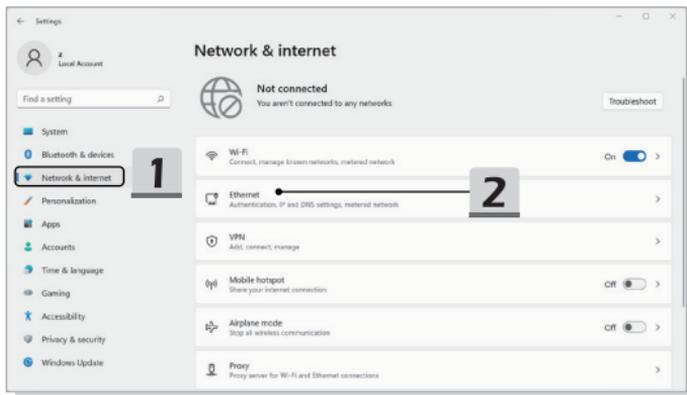 Settings
z
Local Account
Find a setting
System
Bluetooth & devices
Network & internet
Personalization
Apps
Accounts
Time & language
Gaming
Accessibility
Privacy & security
Windows Update
1
Network & internet
Not connected
You aren't connected to any networks
Troubleshoot
Wi-Fi
Connect, manage known networks, metered network
On
Ethernet
Authentication, IP and DNS settings, metered network
2
VPN
Add, connect, manage
Mobile hotspot
Share your internet connection
Off
Airplane mode
Stop all wireless communication
Off
Proxy
Proxy server for Wi-Fi and Ethernet connections